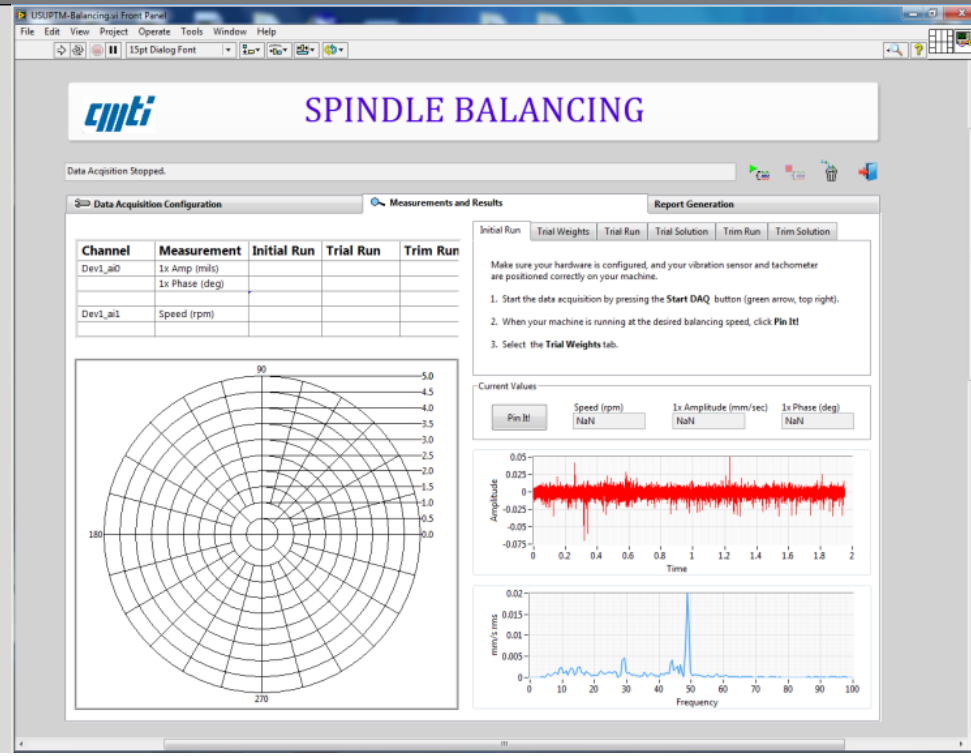 USUPTM-Balancing.vi Front Panel
File Edit View Project Operate Tools Window Help
15pt Dialog Font
cmti
SPINDLE BALANCING
Data Acqisition Stopped.
Data Acquisition Configuration
Measurements and Results
Report Generation
Channel Measurement Initial Run Trial Run Trim Run
Dev1_ai0 1x Amp (mils)
1x Phase (deg)
Dev1_ai1 Speed (rpm)
90
5.0
4.5
4.0
3.5
3.0
2.5
2.0
1.5
1.0
0.5
0.0
180
270
Initial Run Trial Weights Trial Run Trial Solution Trim Run Trim Solution
Make sure your hardware is configured, and your vibration sensor and tachometer
are positioned correctly on your machine.
1. Start the data acquisition by pressing the Start DAQ button (green arrow, top right).
2. When your machine is running at the desired balancing speed, click Pin It!
3. Select the Trial Weights tab.
Current Values
Pin It!
Speed (rpm) 1x Amplitude (mm/sec) 1x Phase (deg)
NaN NaN NaN
0.05
0.025
0
-0.025
-0.05
-0.075
Amplitude
0 0.2 0.4 0.6 0.8 1 1.2 1.4 1.6 1.8 2
Time
0.02
0.015
0.01
0.005
0
mm/s rms
0 10 20 30 40 50 60 70 80 90 100
Frequency